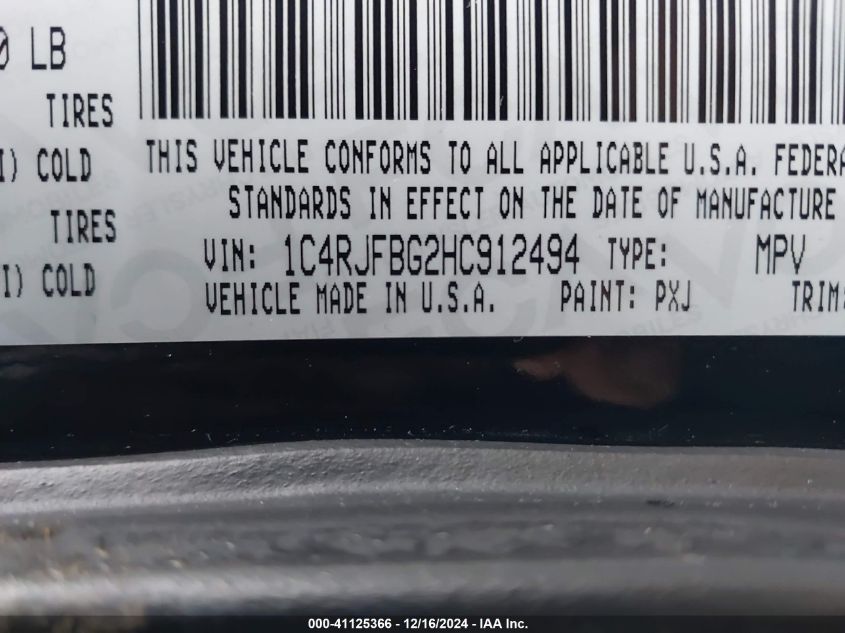 0 LB
TIRES
I) COLD
TIRES
I) COLD
THIS VEHICLE CONFORMS TO ALL APPLICABLE U.S.A. FEDERA
STANDARDS IN EFFECT ON THE DATE OF MANUFACTURE
VIN: 1C4RJFBG2HC912494 TYPE: MPV
VEHICLE MADE IN U.S.A. PAINT: PXJ TRIM:
000-41125366 - 12/16/2024 - IAA Inc.